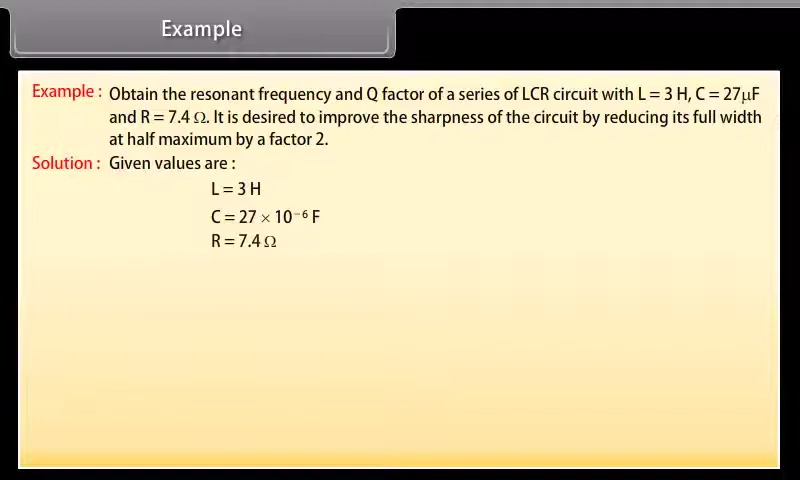 Example
Example : Obtain the resonant frequency and Q factor of a series of LCR circuit with L = 3 H, C = 27μF
and R = 7.4 Ω. It is desired to improve the sharpness of the circuit by reducing its full width
at half maximum by a factor 2.
Solution : Given values are :
L = 3 H
C = 27 × 10⁻⁶ F
R = 7.4 Ω